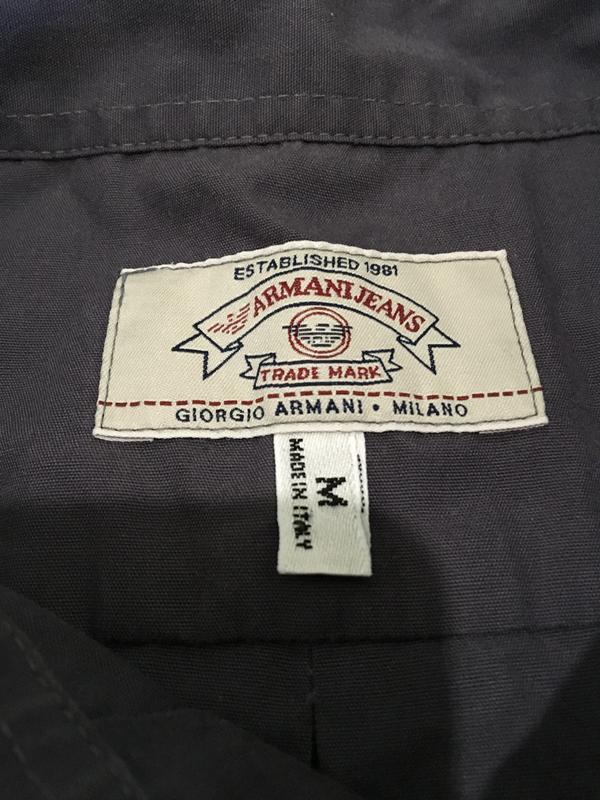 ESTABLISHED 1981
ARMANI JEANS
TRADE MARK
GIORGIO ARMANI • MILANO
M
MADE IN ITALY